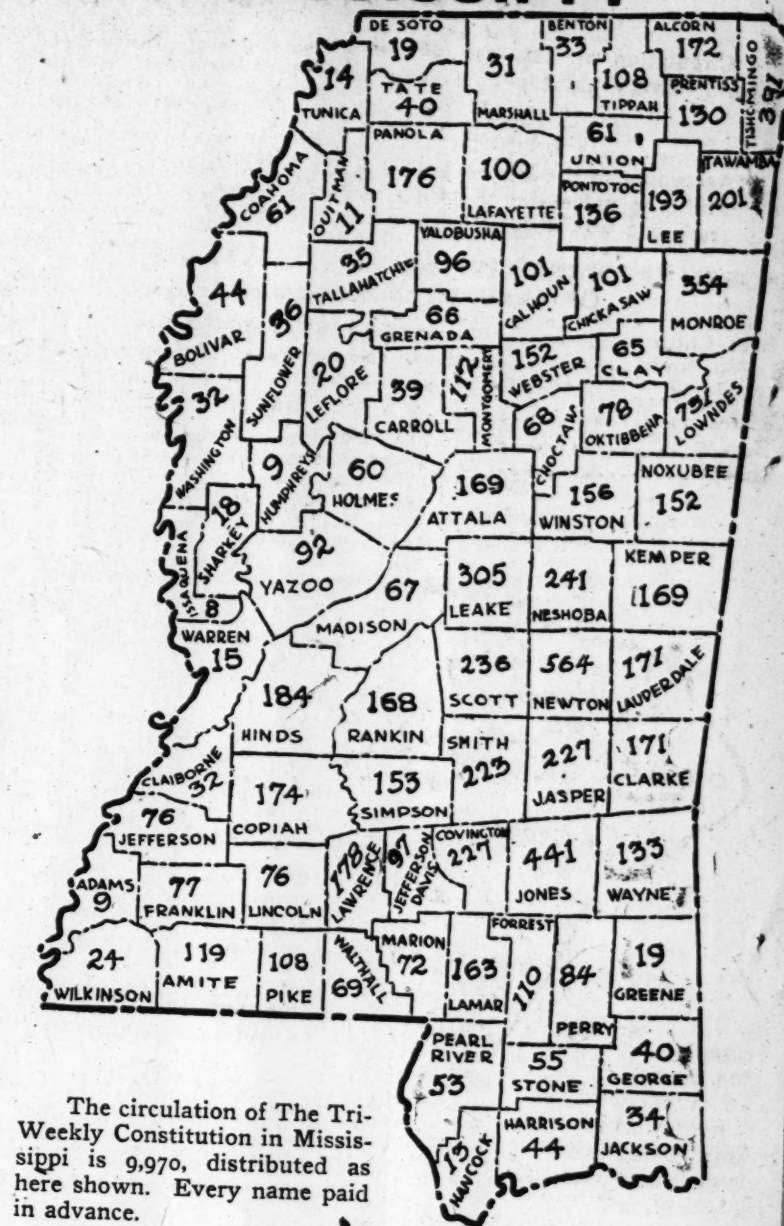 DE SOTO
19
TATE
40
14
TUNICA
31
MARSHALL
BENTON
33
108
TIPPAH
ALCORN
172
PRENTISS
130
TISHOMINGO
PANOLA
176
100
LAFAYETTE
61
UNION
PONTOTOC
136
193
LEE
ITAWAMBA
201
COAHOMA
61
QUITMAN
11
35
TALLAHATCHIE
YALOBUSHA
96
101
CALHOUN
101
CHICKASAW
354
MONROE
44
BOLIVAR
36
SUNFLOWER
66
GRENADA
20
LEFLORE
39
CARROLL
112
MONTGOMERY
152
WEBSTER
65
CLAY
68
CHOCTAW
78
OKTIBBEHA
LOWNDES
32
WASHINGTON
9
HUMPHREYS
60
HOLMES
169
ATTALA
156
WINSTON
NOXUBEE
152
18
SHARKEY
8
92
YAZOO
67
MADISON
305
LEAKE
241
NESHOBA
KEMPER
169
WARREN
15
184
HINDS
168
RANKIN
236
SCOTT
564
NEWTON
171
LAUDERDALE
CLAIBORNE
32
174
COPIAH
153
SIMPSON
SMITH
223
227
JASPER
171
CLARKE
76
JEFFERSON
ADAMS
9
77
FRANKLIN
76
LINCOLN
178
LAWRENCE
97
JEFFERSON
DAVIS
COVINGTON
227
441
JONES
133
WAYNE
24
WILKINSON
119
AMITE
108
PIKE
WALTHALL
69
MARION
72
163
LAMAR
FORREST
110
84
PERRY
19
GREENE
PEARL
RIVER
53
55
STONE
40
GEORGE
13
HANCOCK
HARRISON
44
34
JACKSON
The circulation of The Tri-
Weekly Constitution in Missis-
sippi is 9,970, distributed as
here shown. Every name paid
in advance.